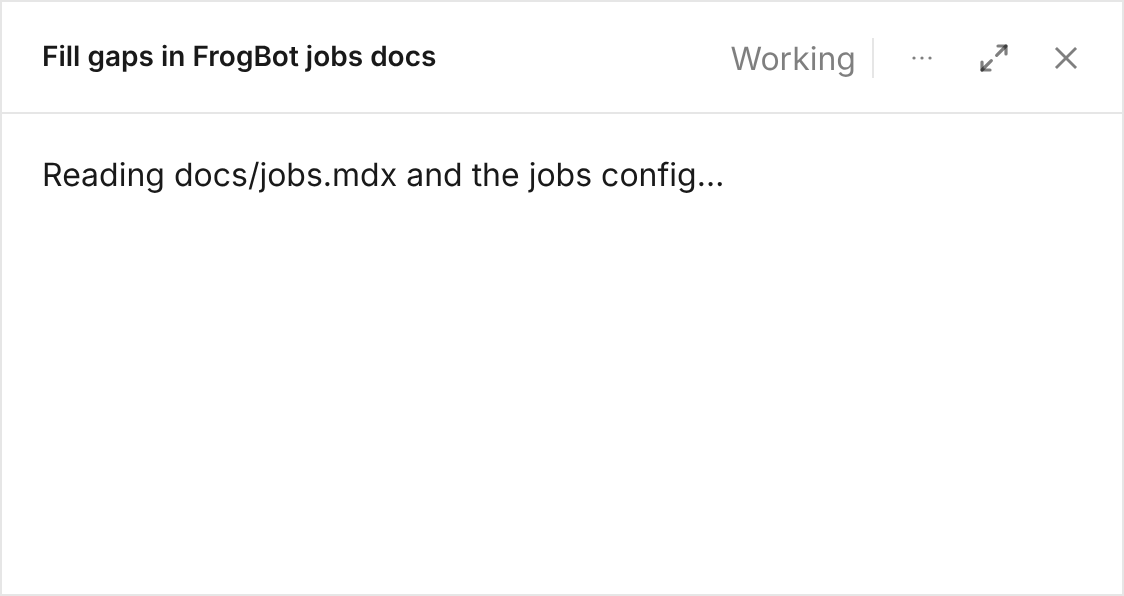 Fill gaps in FrogBot jobs docs
Working
Reading docs/jobs.mdx and the jobs config...